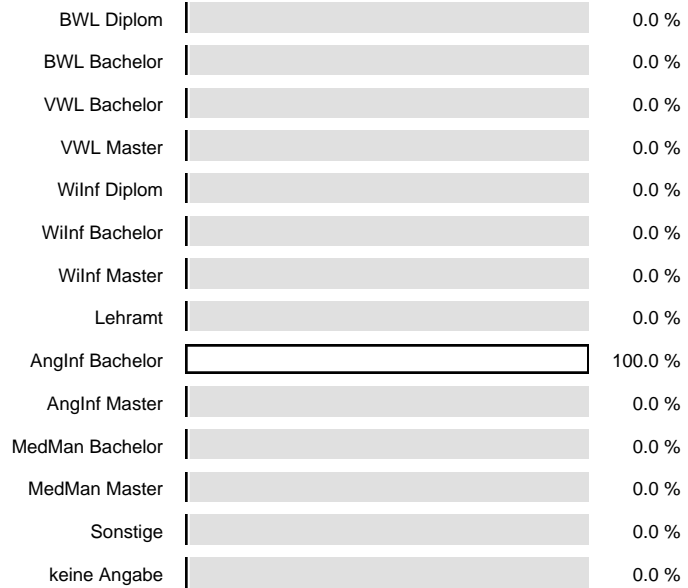 BWL Diplom 0.0 %
BWL Bachelor 0.0 %
VWL Bachelor 0.0 %
VWL Master 0.0 %
WiInf Diplom 0.0 %
WiInf Bachelor 0.0 %
WiInf Master 0.0 %
Lehramt 0.0 %
AngInf Bachelor 100.0 %
AngInf Master 0.0 %
MedMan Bachelor 0.0 %
MedMan Master 0.0 %
Sonstige 0.0 %
keine Angabe 0.0 %